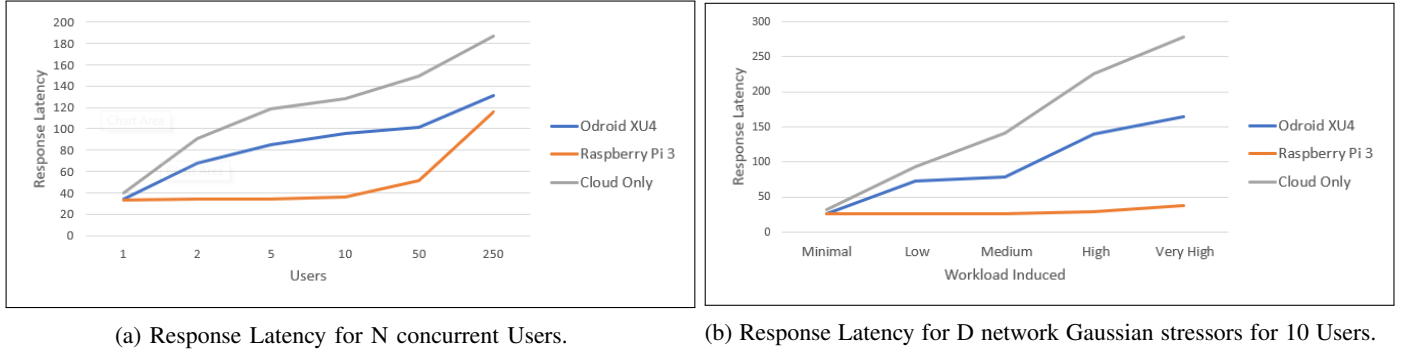 200
180
160
140
120
100
80
60
40
20
0
Response Latency
Chart Area
Area
1 2 5 10 50 250
Users
Odroid XU4
Raspberry Pi 3
Cloud Only
(a) Response Latency for N concurrent Users.
300
250
200
150
100
50
0
Response Latency
Minimal Low Medium High Very High
Workload Induced
Odroid XU4
Raspberry Pi 3
Cloud Only
(b) Response Latency for D network Gaussian stressors for 10 Users.